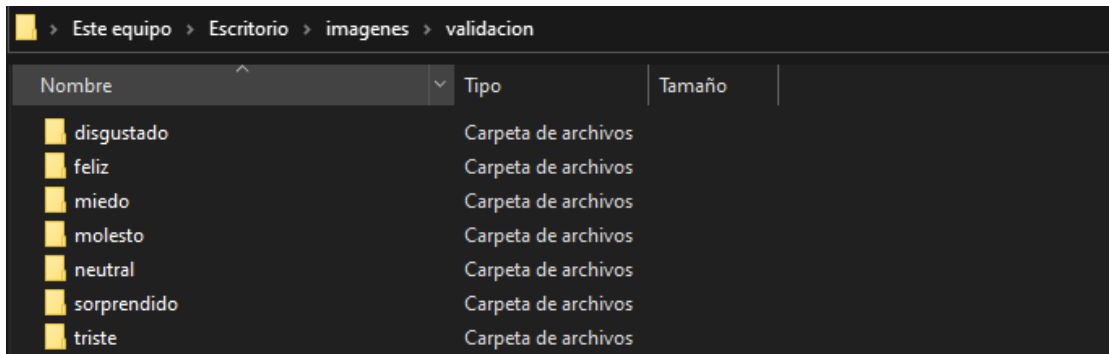 Este equipo > Escritorio > imagenes > validacion
Nombre Tipo Tamaño
disgustado Carpeta de archivos
feliz Carpeta de archivos
miedo Carpeta de archivos
molesto Carpeta de archivos
neutral Carpeta de archivos
sorprendido Carpeta de archivos
triste Carpeta de archivos